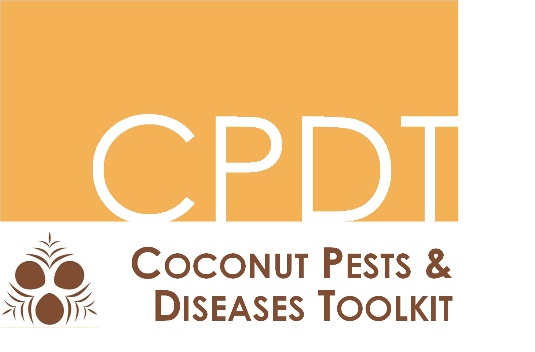 CPDT
COCONUT PESTS &
DISEASES TOOLKIT